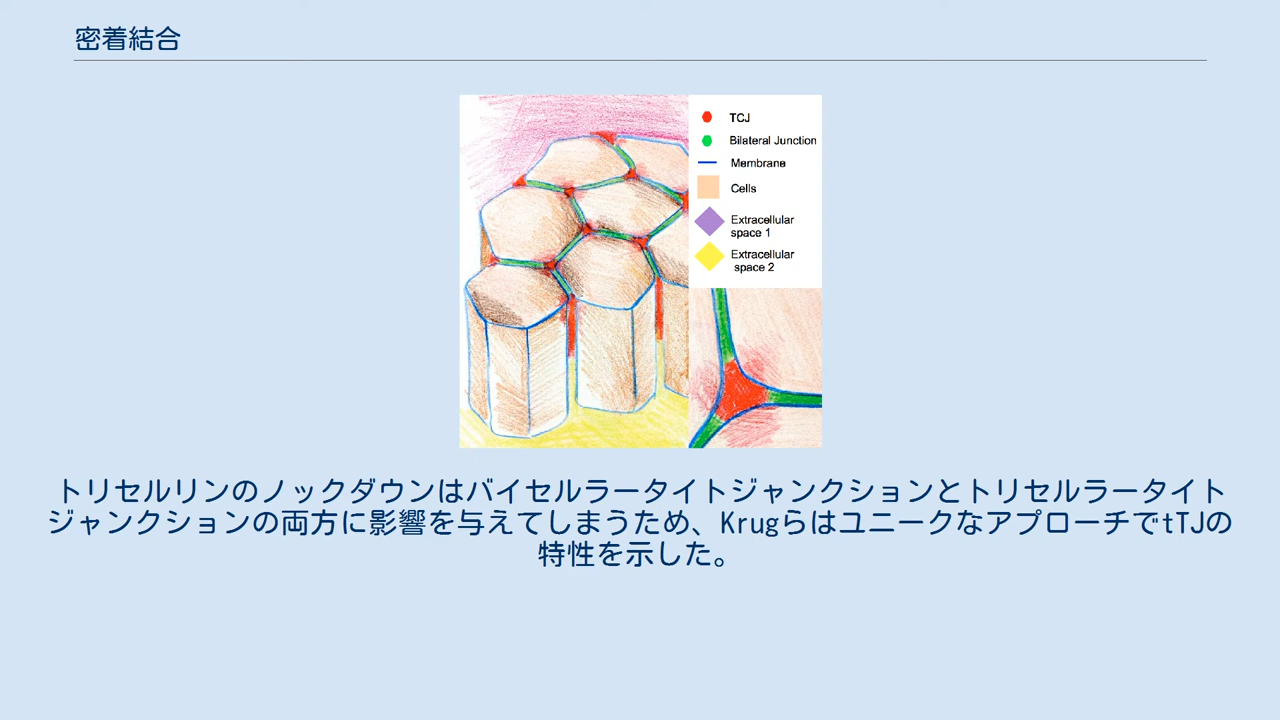 密着結合
TCJ
Bilateral Junction
Membrane
Cells
Extracellular
space 1
Extracellular
space 2
トリセルリンのノックダウンはバイセルラータイトジャンクションとトリセルラータイト
ジャンクションの両方に影響を与えてしまうため、KrugらはユニークなアプローチでtTJの
特性を示した。